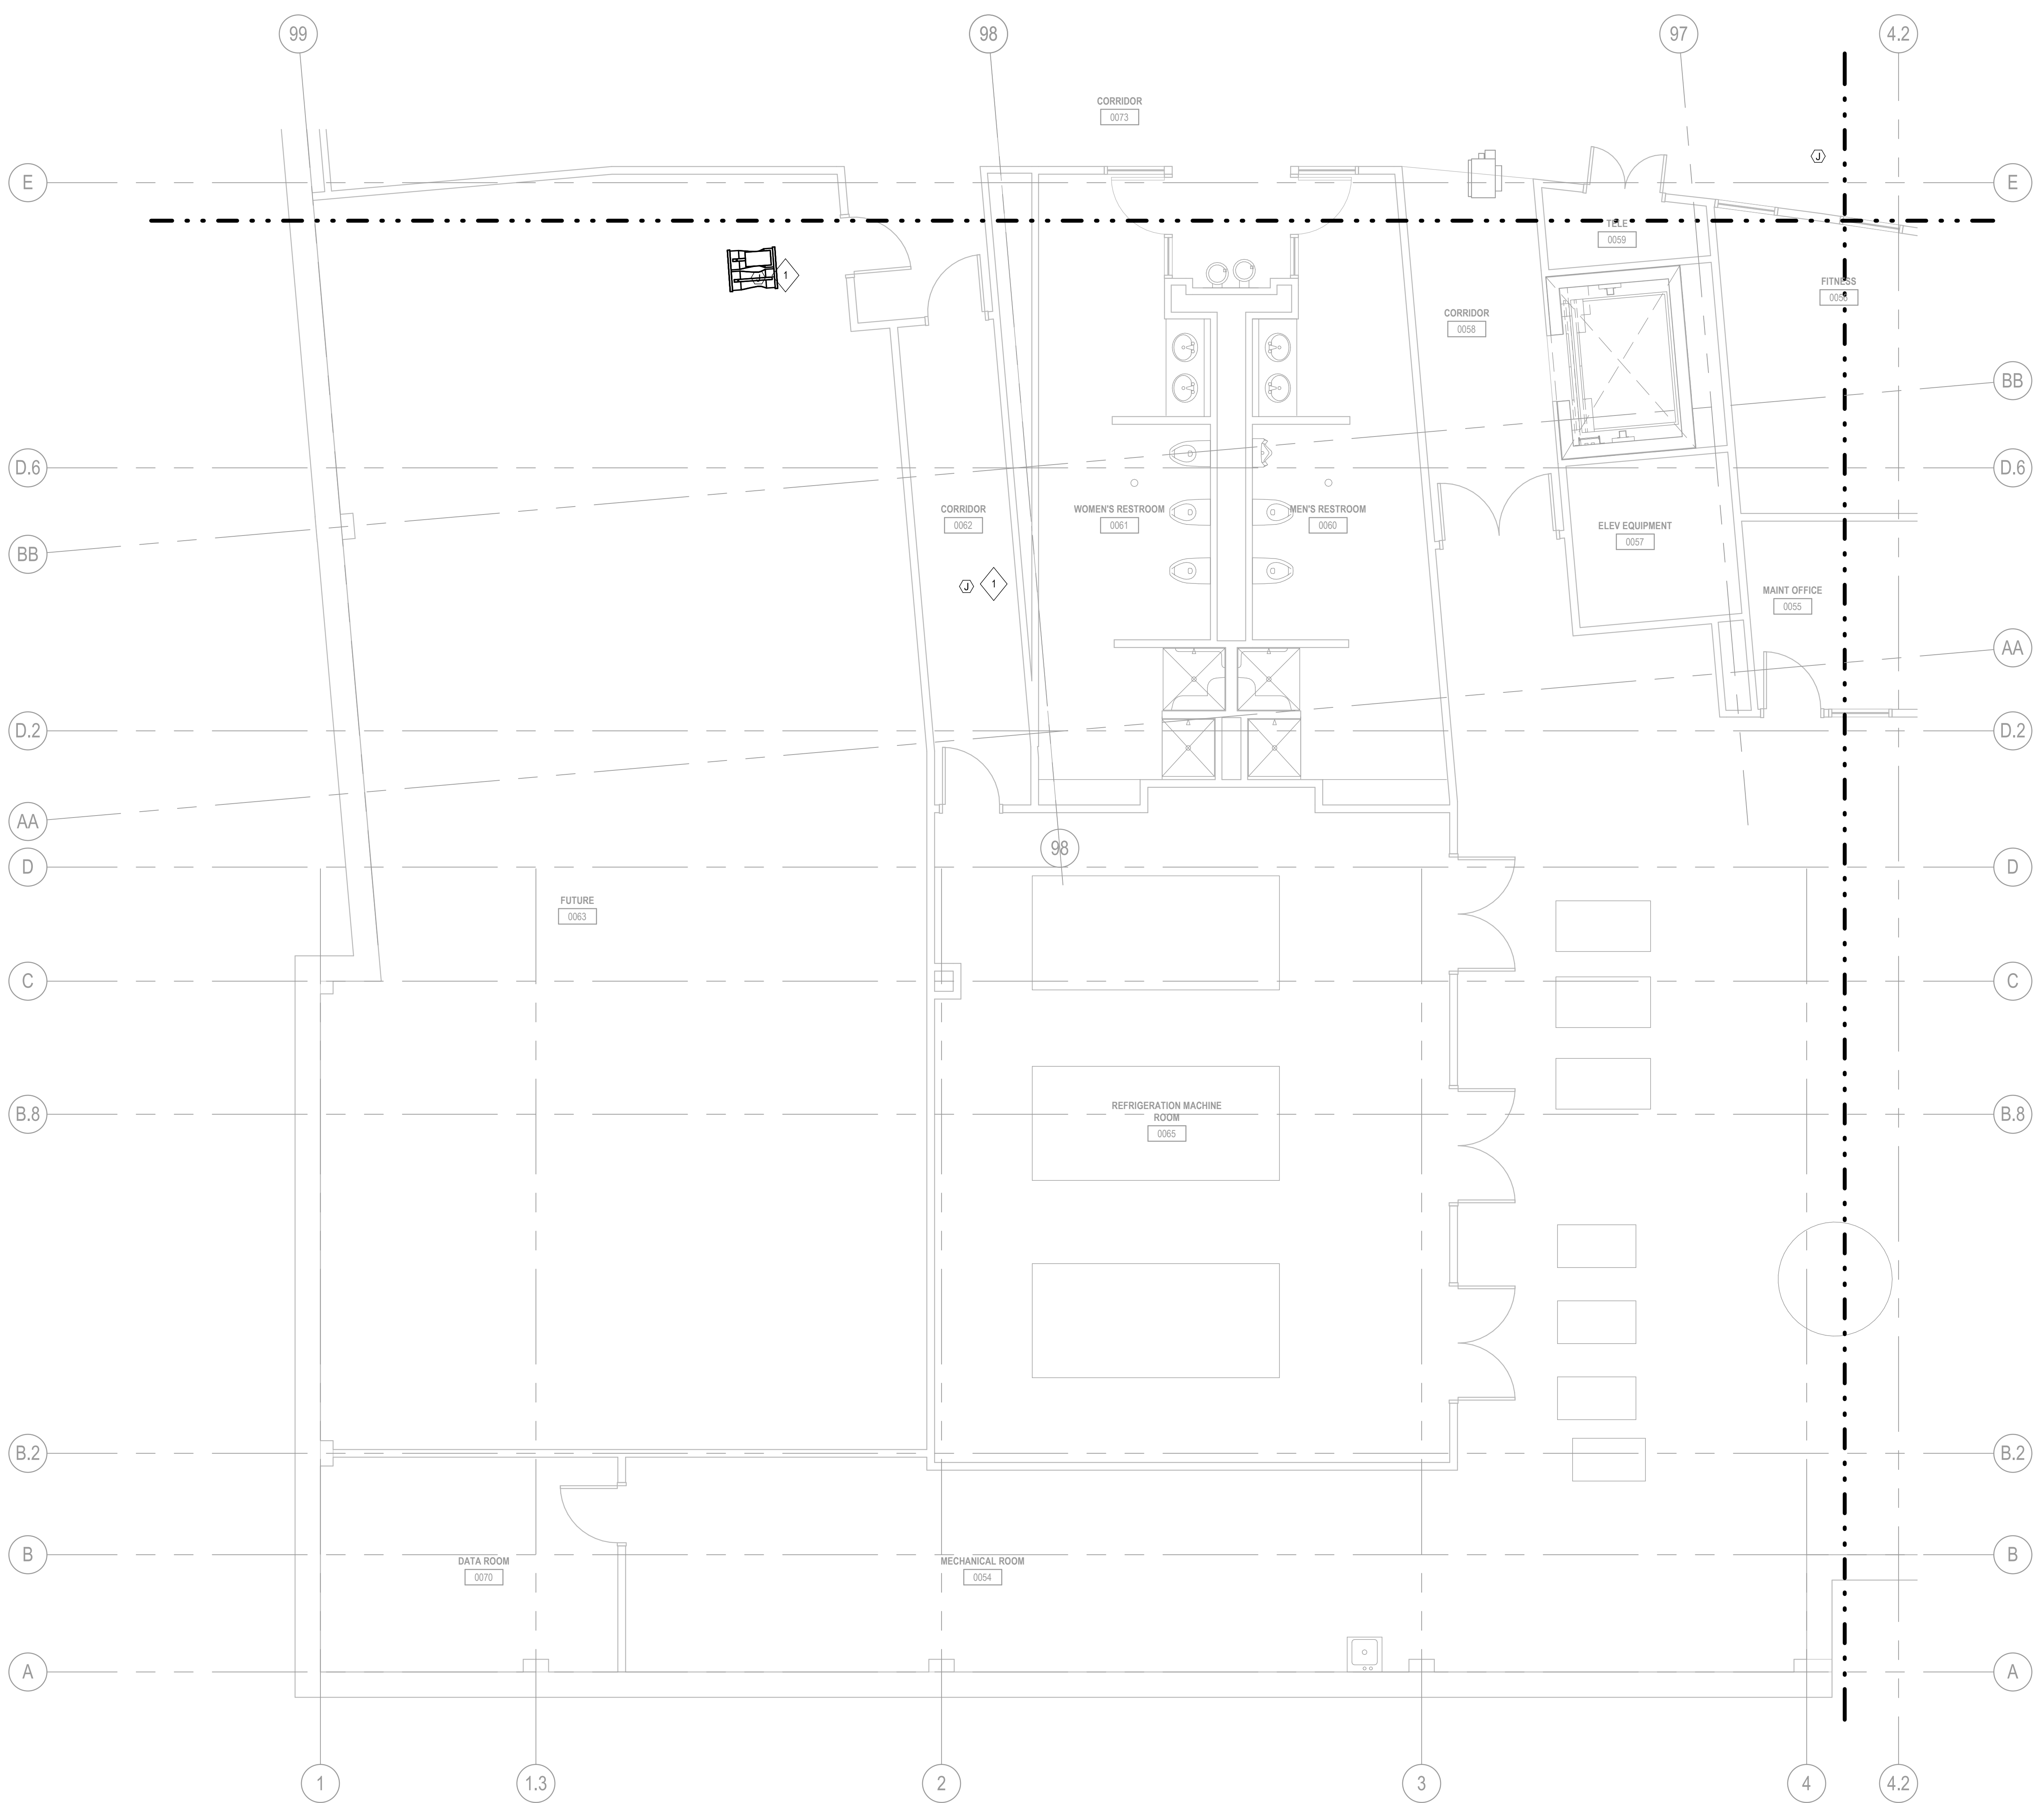 99
98
97
4.2
CORRIDOR
0073
J
E
E
TELE
0059
J
1
FITNESS
0056
CORRIDOR
0058
BB
D.6
D.6
CORRIDOR
0062
WOMEN'S RESTROOM
0061
MEN'S RESTROOM
0060
ELEV EQUIPMENT
0057
BB
J
1
MAINT OFFICE
0055
AA
D.2
D.2
AA
98
D
D
FUTURE
0063
C
C
REFRIGERATION MACHINE
ROOM
0065
B.8
B.8
B.2
B.2
B
B
DATA ROOM
0070
MECHANICAL ROOM
0054
A
A
1
1.3
2
3
4
4.2